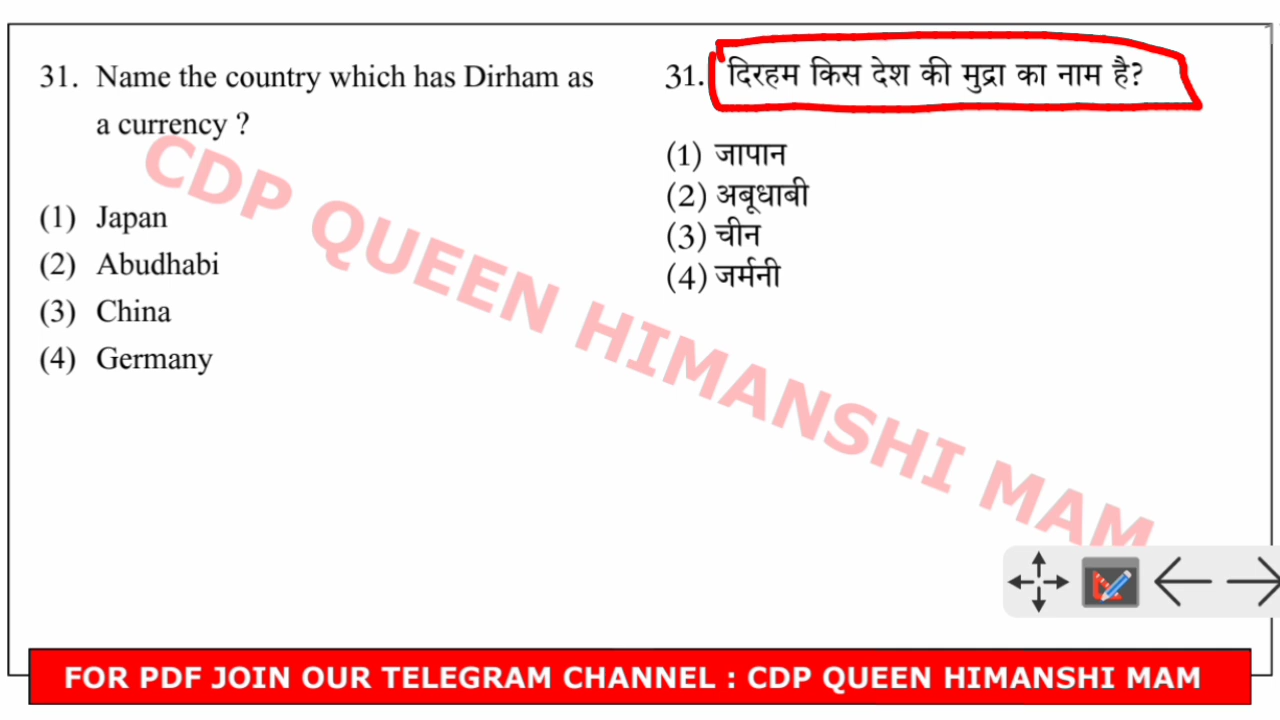 31. Name the country which has Dirham as
a currency ?
(1) Japan
(2) Abudhabi
(3) China
(4) Germany
31. दिरहम किस देश की मुद्रा का नाम है?
(1) जापान
(2) अबूधाबी
(3) चीन
(4) जर्मनी
CDP QUEEN HIMANSHI MAM
FOR PDF JOIN OUR TELEGRAM CHANNEL : CDP QUEEN HIMANSHI MAM